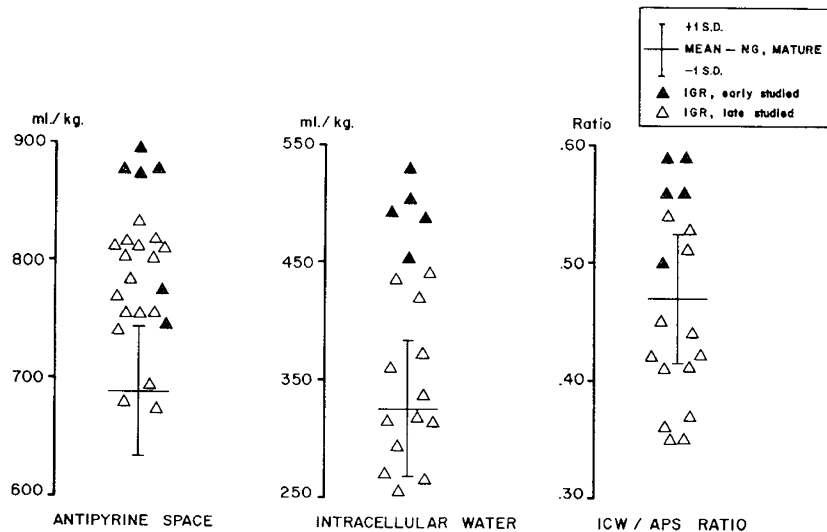 +1 S.D.
MEAN – NG, MATURE
−1 S.D.
▲ IGR, early studied
△ IGR, late studied
ml./ kg.
900
800
700
600
ANTIPYRINE SPACE
ml./ kg.
550
450
350
250
INTRACELLULAR WATER
Ratio
.60
.50
.40
.30
ICW / APS RATIO